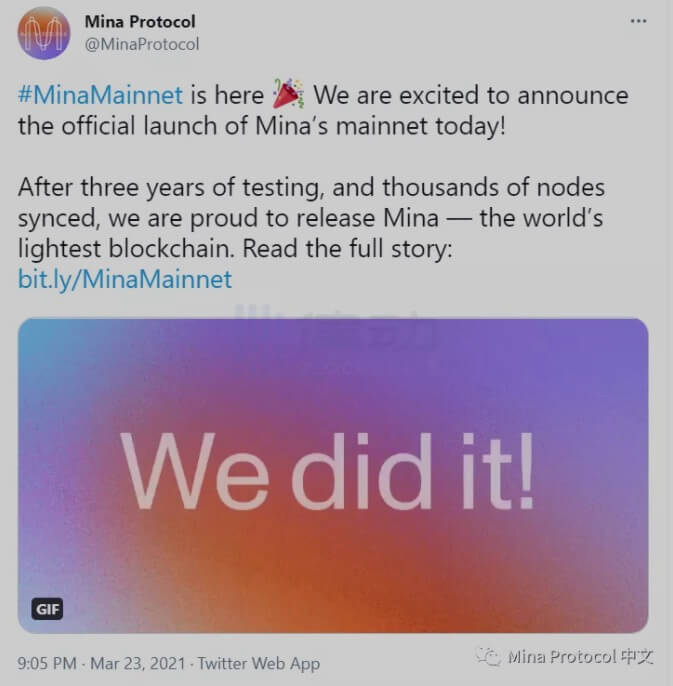 Mina Protocol
@MinaProtocol
#MinaMainnet is here 🎉 We are excited to announce
the official launch of Mina’s mainnet today!
After three years of testing, and thousands of nodes
synced, we are proud to release Mina — the world’s
lightest blockchain. Read the full story:
bit.ly/MinaMainnet
律动
We did it!
GIF
9:05 PM · Mar 23, 2021 · Twitter Web App
Mina Protocol 中文